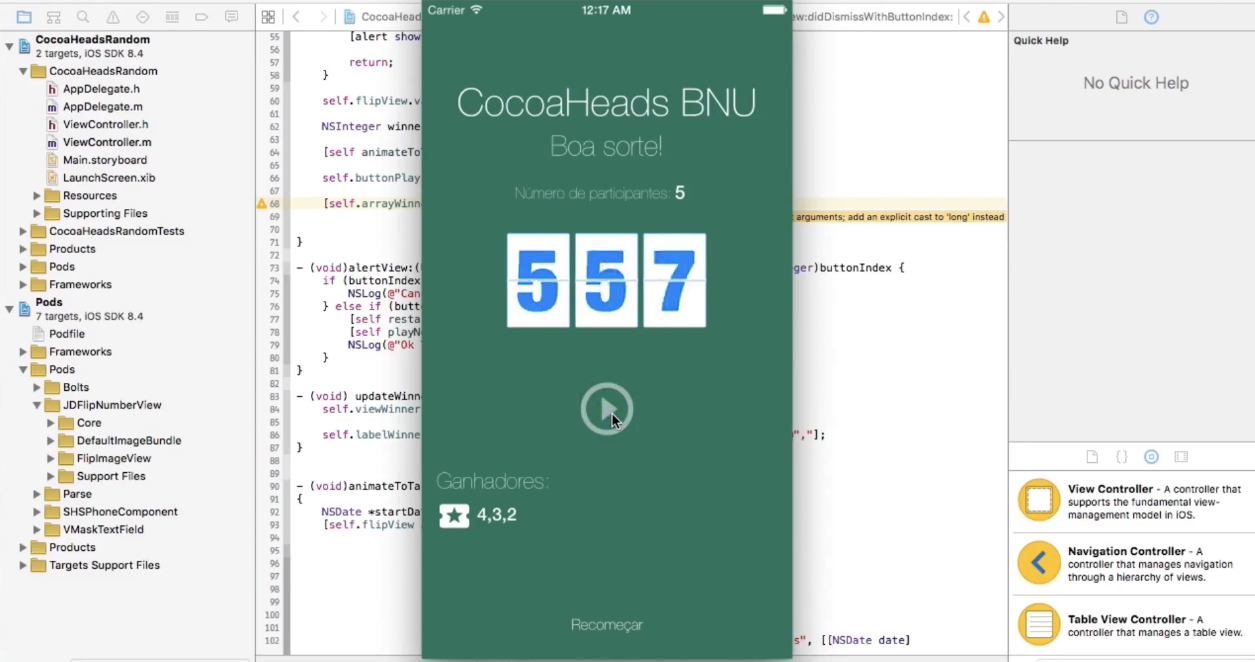 CocoaHeadsRandom
2 targets, iOS SDK 8.4
CocoaHeadsRandom
AppDelegate.h
AppDelegate.m
ViewController.h
ViewController.m
Main.storyboard
LaunchScreen.xib
Resources
Supporting Files
CocoaHeadsRandomTests
Products
Pods
Frameworks
Pods
7 targets, iOS SDK 8.4
Podfile
Frameworks
Pods
Bolts
JDFlipNumberView
Core
DefaultImageBundle
FlipImageView
Support Files
Parse
SHSPhoneComponent
VMaskTextField
Products
Targets Support Files
CocoaHead
ew:didDismissWithButtonIndex:
55 [alert show
56
57 return;
58 }
59
60 self.flipView.v
61
62 NSInteger winne
63
64 [self animateTo
65
66 self.buttonPlay
67
68 [self.arrayWinne
arguments; add an explicit cast to 'long' instead
69
70
71 }
72
73 - (void)alertView:(
ger)buttonIndex {
74 if (buttonIndex
75 NSLog(@"Can
76 } else if (butt
77 [self resta
78 [self playN
79 NSLog(@"Ok
80 }
81 }
82
83 - (void) updateWinn
84 self.viewWinner
85
86 self.labelWinne
","];
87 }
88
89
90 - (void)animateToTa
91 {
92 NSDate *startDa
93 [self.flipView
94
95
96
97
98
99
100
101
102
s", [[NSDate date]
Carrier
12:17 AM
CocoaHeads BNU
Boa sorte!
Número de participantes: 5
557
Ganhadores:
4,3,2
Recomeçar
Quick Help
No Quick Help
{}
View Controller - A controller that
supports the fundamental view-
management model in iOS.
Navigation Controller - A
controller that manages navigation
through a hierarchy of views.
Table View Controller - A
controller that manages a table view.